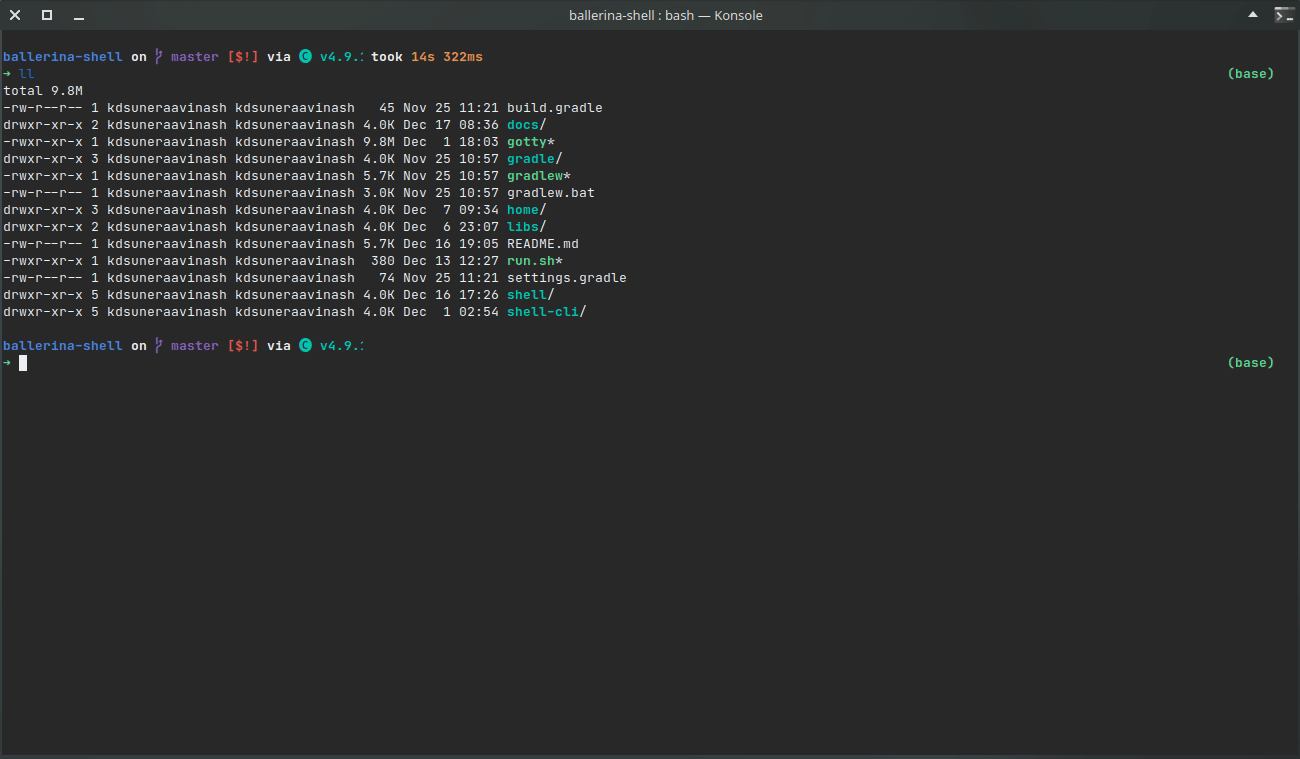 ballerina-shell : bash — Konsole
ballerina-shell on master [$!] via C v4.9. took 14s 322ms
→ ll (base)
total 9.8M
-rw-r--r-- 1 kdsuneraavinash kdsuneraavinash   45 Nov 25 11:21 build.gradle
drwxr-xr-x 2 kdsuneraavinash kdsuneraavinash 4.0K Dec 17 08:36 docs/
-rwxr-xr-x 1 kdsuneraavinash kdsuneraavinash 9.8M Dec  1 18:03 gotty*
drwxr-xr-x 3 kdsuneraavinash kdsuneraavinash 4.0K Nov 25 10:57 gradle/
-rwxr-xr-x 1 kdsuneraavinash kdsuneraavinash 5.7K Nov 25 10:57 gradlew*
-rw-r--r-- 1 kdsuneraavinash kdsuneraavinash 3.0K Nov 25 10:57 gradlew.bat
drwxr-xr-x 3 kdsuneraavinash kdsuneraavinash 4.0K Dec  7 09:34 home/
drwxr-xr-x 2 kdsuneraavinash kdsuneraavinash 4.0K Dec  6 23:07 libs/
-rw-r--r-- 1 kdsuneraavinash kdsuneraavinash 5.7K Dec 16 19:05 README.md
-rwxr-xr-x 1 kdsuneraavinash kdsuneraavinash  380 Dec 13 12:27 run.sh*
-rw-r--r-- 1 kdsuneraavinash kdsuneraavinash   74 Nov 25 11:21 settings.gradle
drwxr-xr-x 5 kdsuneraavinash kdsuneraavinash 4.0K Dec 16 17:26 shell/
drwxr-xr-x 5 kdsuneraavinash kdsuneraavinash 4.0K Dec  1 02:54 shell-cli/
ballerina-shell on master [$!] via C v4.9.
→ (base)